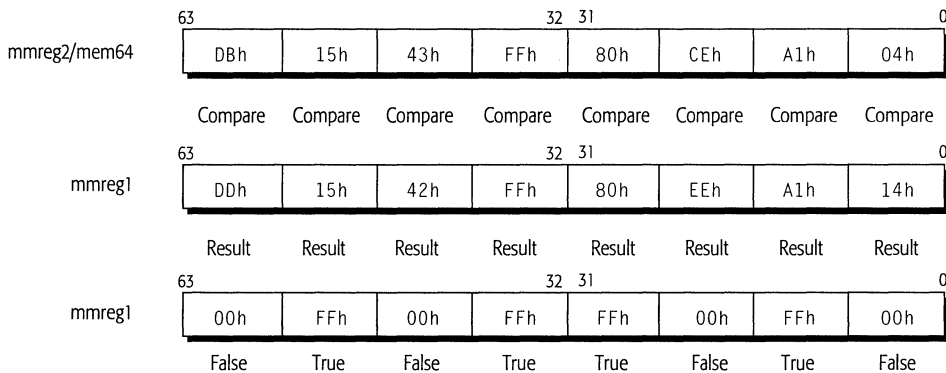 63 32 31 0
mmreg2/mem64 DBh 15h 43h FFh 80h CEh A1h 04h
Compare Compare Compare Compare Compare Compare Compare Compare
63 32 31 0
mmreg1 DDh 15h 42h FFh 80h EEh A1h 14h
Result Result Result Result Result Result Result Result
63 32 31 0
mmreg1 00h FFh 00h FFh FFh 00h FFh 00h
False True False True True False True False